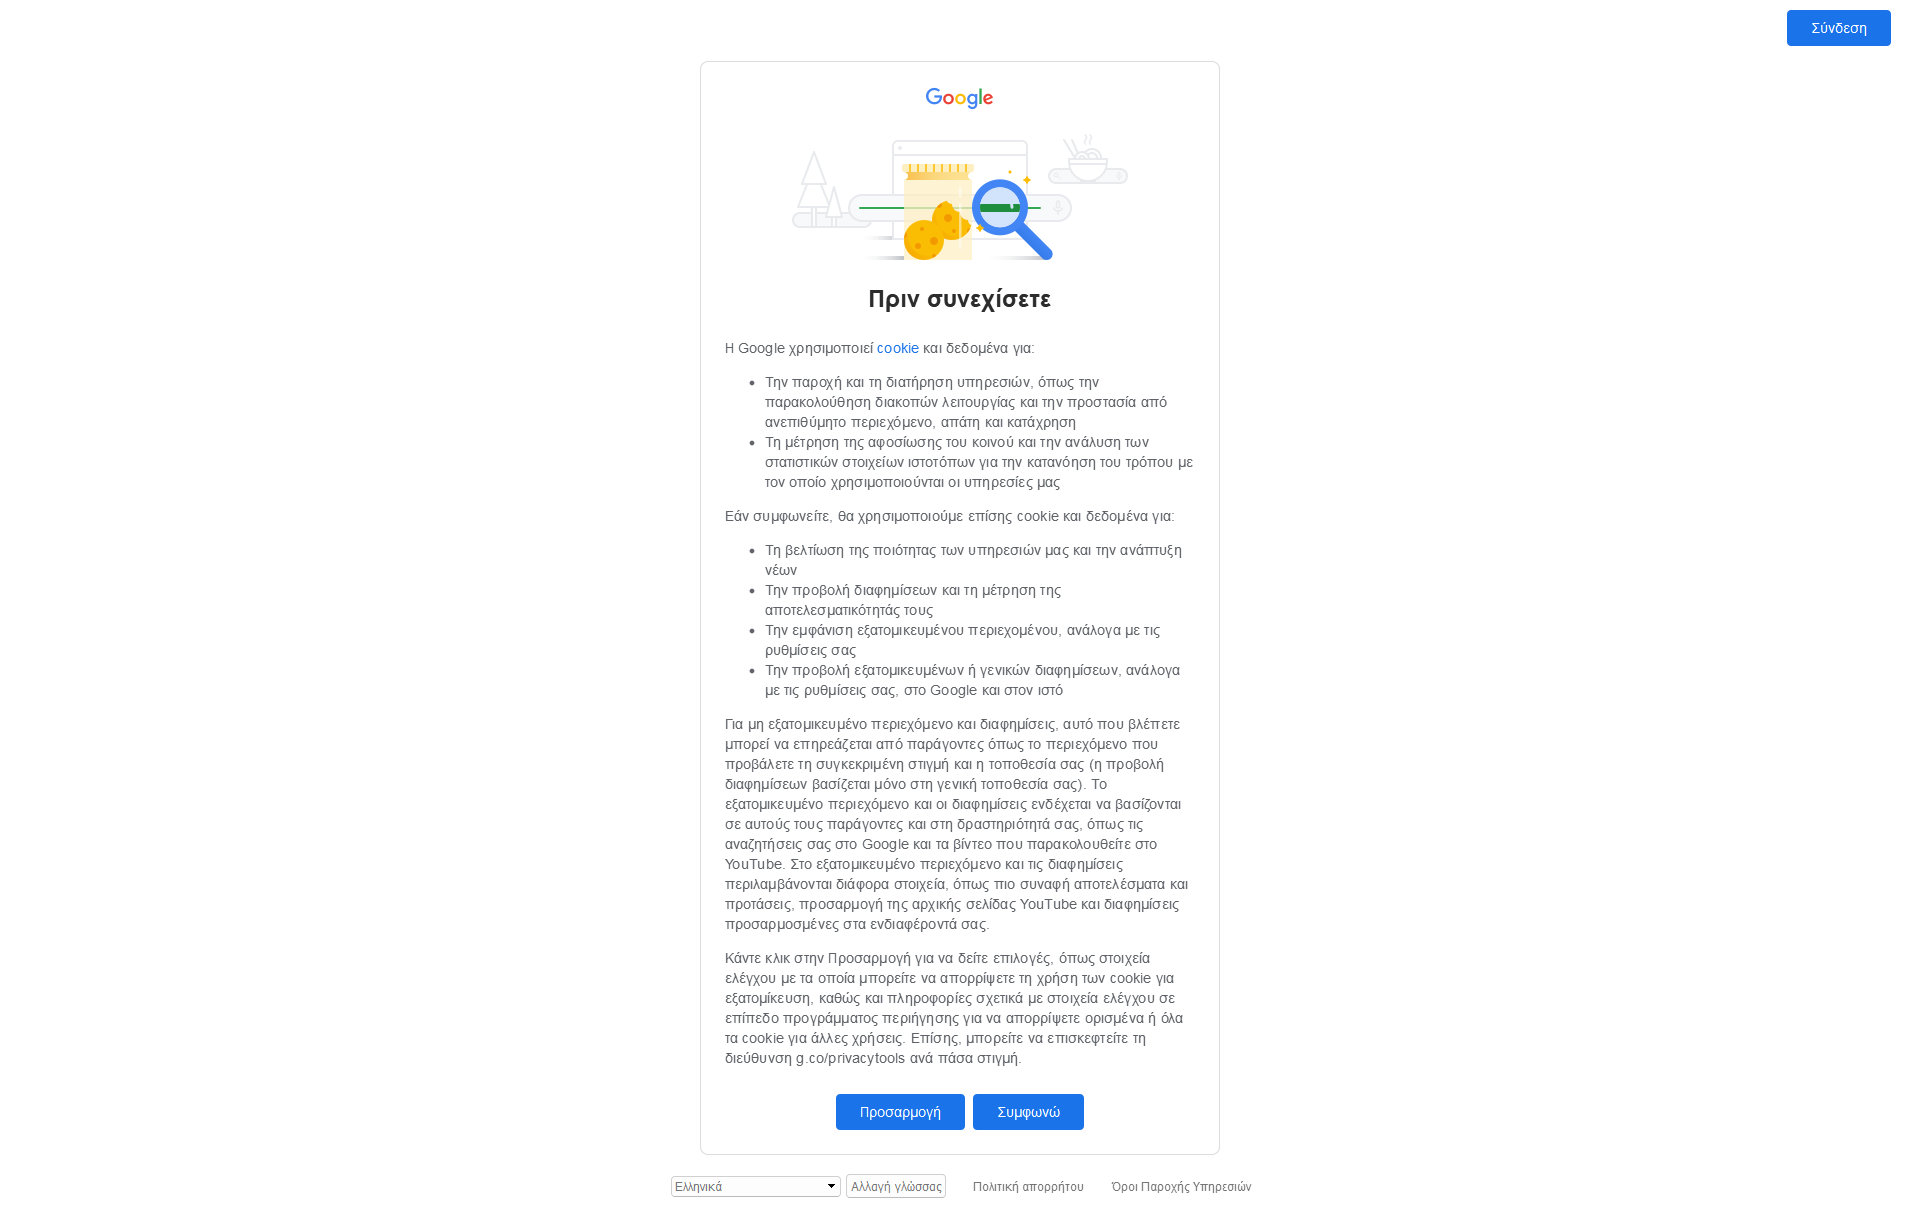 Σύνδεση
Google
Πριν συνεχίσετε
Η Google χρησιμοποιεί cookie και δεδομένα για:
Την παροχή και τη διατήρηση υπηρεσιών, όπως την
παρακολούθηση διακοπών λειτουργίας και την προστασία από
ανεπιθύμητο περιεχόμενο, απάτη και κατάχρηση
Τη μέτρηση της αφοσίωσης του κοινού και την ανάλυση των
στατιστικών στοιχείων ιστοτόπων για την κατανόηση του τρόπου με
τον οποίο χρησιμοποιούνται οι υπηρεσίες μας
Εάν συμφωνείτε, θα χρησιμοποιούμε επίσης cookie και δεδομένα για:
Τη βελτίωση της ποιότητας των υπηρεσιών μας και την ανάπτυξη
νέων
Την προβολή διαφημίσεων και τη μέτρηση της
αποτελεσματικότητάς τους
Την εμφάνιση εξατομικευμένου περιεχομένου, ανάλογα με τις
ρυθμίσεις σας
Την προβολή εξατομικευμένων ή γενικών διαφημίσεων, ανάλογα
με τις ρυθμίσεις σας, στο Google και στον ιστό
Για μη εξατομικευμένο περιεχόμενο και διαφημίσεις, αυτό που βλέπετε
μπορεί να επηρεάζεται από παράγοντες όπως το περιεχόμενο που
προβάλετε τη συγκεκριμένη στιγμή και η τοποθεσία σας (η προβολή
διαφημίσεων βασίζεται μόνο στη γενική τοποθεσία σας). Το
εξατομικευμένο περιεχόμενο και οι διαφημίσεις ενδέχεται να βασίζονται
σε αυτούς τους παράγοντες και στη δραστηριότητά σας, όπως τις
αναζητήσεις σας στο Google και τα βίντεο που παρακολουθείτε στο
YouTube. Στο εξατομικευμένο περιεχόμενο και τις διαφημίσεις
περιλαμβάνονται διάφορα στοιχεία, όπως πιο συναφή αποτελέσματα και
προτάσεις, προσαρμογή της αρχικής σελίδας YouTube και διαφημίσεις
προσαρμοσμένες στα ενδιαφέροντά σας.
Κάντε κλικ στην Προσαρμογή για να δείτε επιλογές, όπως στοιχεία
ελέγχου με τα οποία μπορείτε να απορρίψετε τη χρήση των cookie για
εξατομίκευση, καθώς και πληροφορίες σχετικά με στοιχεία ελέγχου σε
επίπεδο προγράμματος περιήγησης για να απορρίψετε ορισμένα ή όλα
τα cookie για άλλες χρήσεις. Επίσης, μπορείτε να επισκεφτείτε τη
διεύθυνση g.co/privacytools ανά πάσα στιγμή.
Προσαρμογή Συμφωνώ
Ελληνικά Αλλαγή γλώσσας Πολιτική απορρήτου Όροι Παροχής Υπηρεσιών